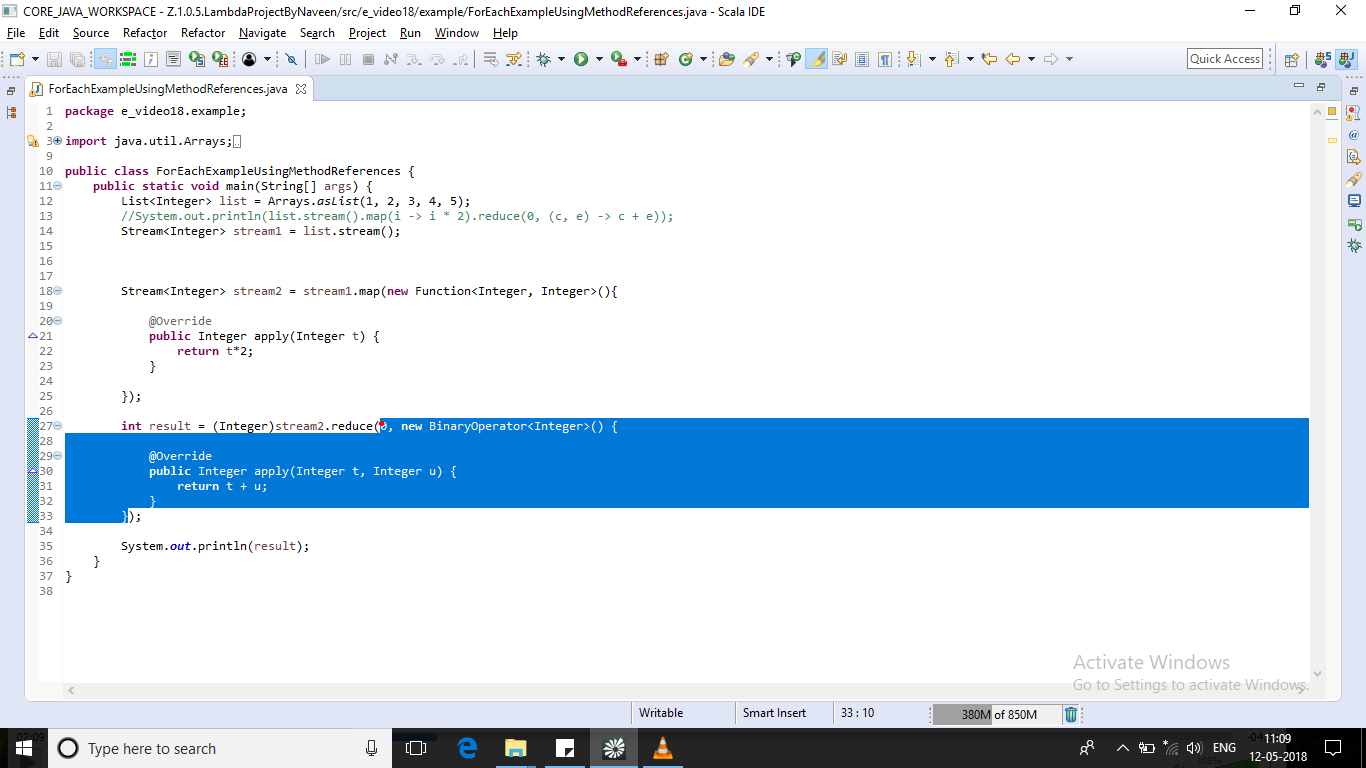 CORE_JAVA_WORKSPACE - Z.1.0.5.LambdaProjectByNaveen/src/e_video18/example/ForEachExampleUsingMethodReferences.java - Scala IDE
File Edit Source Refactor Refactor Navigate Search Project Run Window Help
Quick Access
ForEachExampleUsingMethodReferences.java
1 package e_video18.example;
2
3 import java.util.Arrays;
9
10 public class ForEachExampleUsingMethodReferences {
11 public static void main(String[] args) {
12 List<Integer> list = Arrays.asList(1, 2, 3, 4, 5);
13 //System.out.println(list.stream().map(i -> i * 2).reduce(0, (c, e) -> c + e));
14 Stream<Integer> stream1 = list.stream();
15
16
17
18 Stream<Integer> stream2 = stream1.map(new Function<Integer, Integer>(){
19
20 @Override
21 public Integer apply(Integer t) {
22 return t*2;
23 }
24
25 });
26
27 int result = (Integer)stream2.reduce(0, new BinaryOperator<Integer>() {
28
29 @Override
30 public Integer apply(Integer t, Integer u) {
31 return t + u;
32 }
33 });
34
35 System.out.println(result);
36 }
37 }
38
Activate Windows
Go to Settings to activate Windows.
Writable Smart Insert 33 : 10 380M of 850M
Type here to search
ENG 11:09
12-05-2018